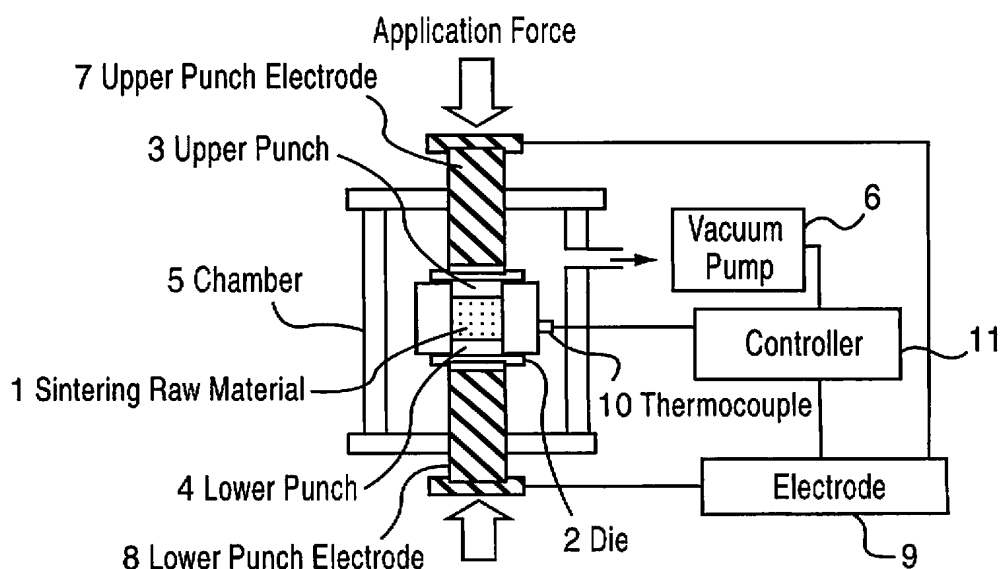 Application Force
7 Upper Punch Electrode
3 Upper Punch
6
Vacuum
Pump
5 Chamber
Controller
11
1 Sintering Raw Material
10 Thermocouple
4 Lower Punch
Electrode
2 Die
8 Lower Punch Electrode
9